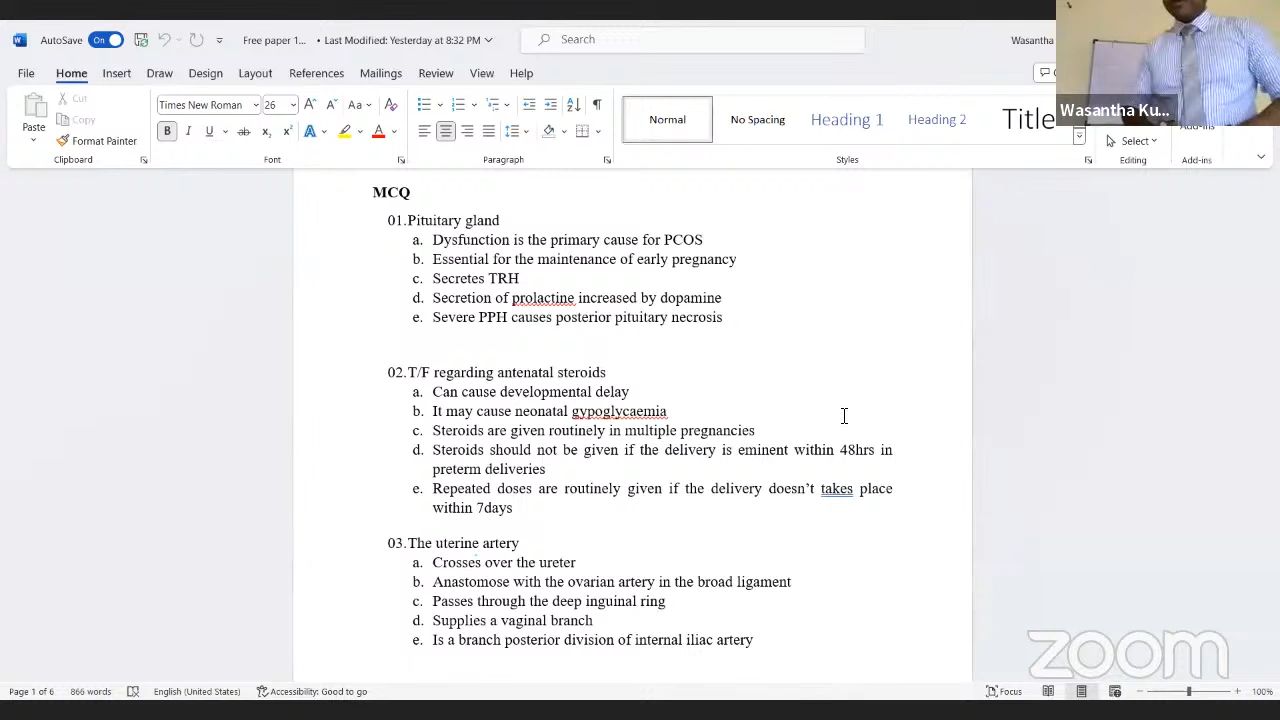 AutoSave On Free paper 1... • Last Modified: Yesterday at 8:32 PM Search Wasantha
File Home Insert Draw Design Layout References Mailings Review View Help
Paste Cut Copy Format Painter
Times New Roman 26 Aa
B I U ab x₂ x² A A
Normal No Spacing Heading 1 Heading 2 Title
Wasantha Ku...
Add-ins
Select
Clipboard Font Paragraph Styles Editing Add-ins
MCQ
01.Pituitary gland
a. Dysfunction is the primary cause for PCOS
b. Essential for the maintenance of early pregnancy
c. Secretes TRH
d. Secretion of prolactine increased by dopamine
e. Severe PPH causes posterior pituitary necrosis
02.T/F regarding antenatal steroids
a. Can cause developmental delay
b. It may cause neonatal gypoglycaemia
c. Steroids are given routinely in multiple pregnancies
d. Steroids should not be given if the delivery is eminent within 48hrs in
preterm deliveries
e. Repeated doses are routinely given if the delivery doesn't takes place
within 7days
03.The uterine artery
a. Crosses over the ureter
b. Anastomose with the ovarian artery in the broad ligament
c. Passes through the deep inguinal ring
d. Supplies a vaginal branch
e. Is a branch posterior division of internal iliac artery
zoom
Page 1 of 6 866 words English (United States) Accessibility: Good to go Focus 100%